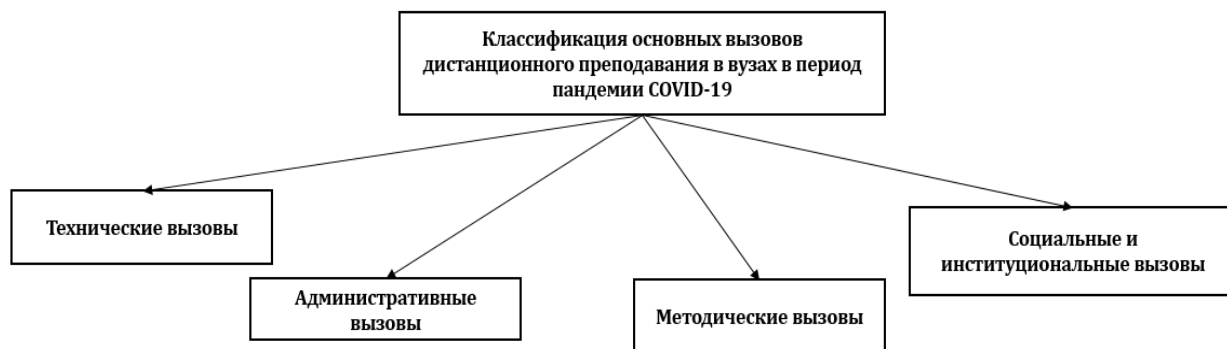 Классификация основных вызовов
дистанционного преподавания в вузах в период
пандемии COVID-19
Технические вызовы
Социальные и
институциональные вызовы
Административные
вызовы
Методические вызовы